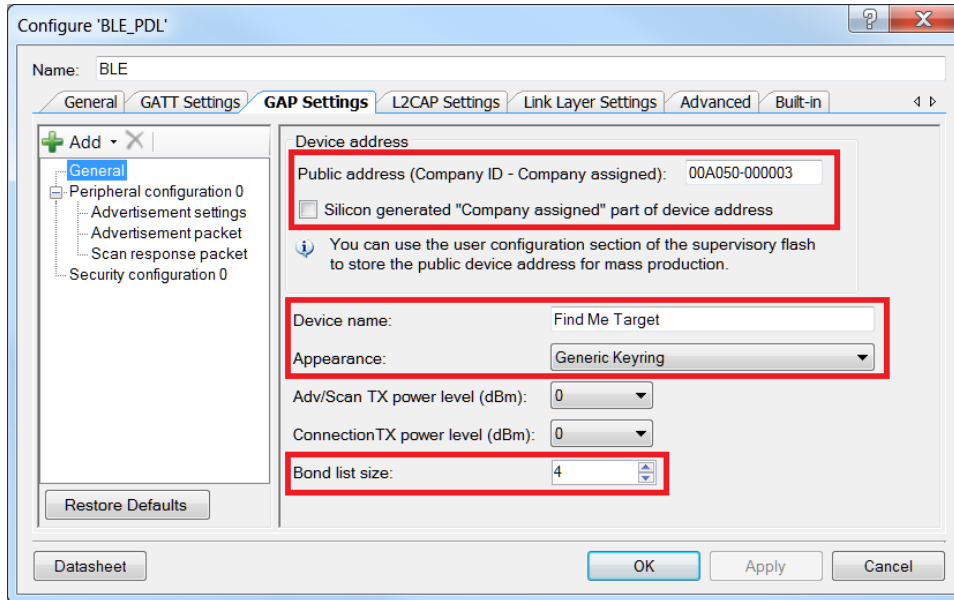 Configure 'BLE_PDL'
Name: BLE
General GATT Settings GAP Settings L2CAP Settings Link Layer Settings Advanced Built-in
Add
General
Peripheral configuration 0
Advertisement settings
Advertisement packet
Scan response packet
Security configuration 0
Restore Defaults
Device address
Public address (Company ID - Company assigned): 00A050-000003
Silicon generated "Company assigned" part of device address
You can use the user configuration section of the supervisory flash
to store the public device address for mass production.
Device name: Find Me Target
Appearance: Generic Keyring
Adv/Scan TX power level (dBm): 0
ConnectionTX power level (dBm): 0
Bond list size: 4
Datasheet OK Apply Cancel